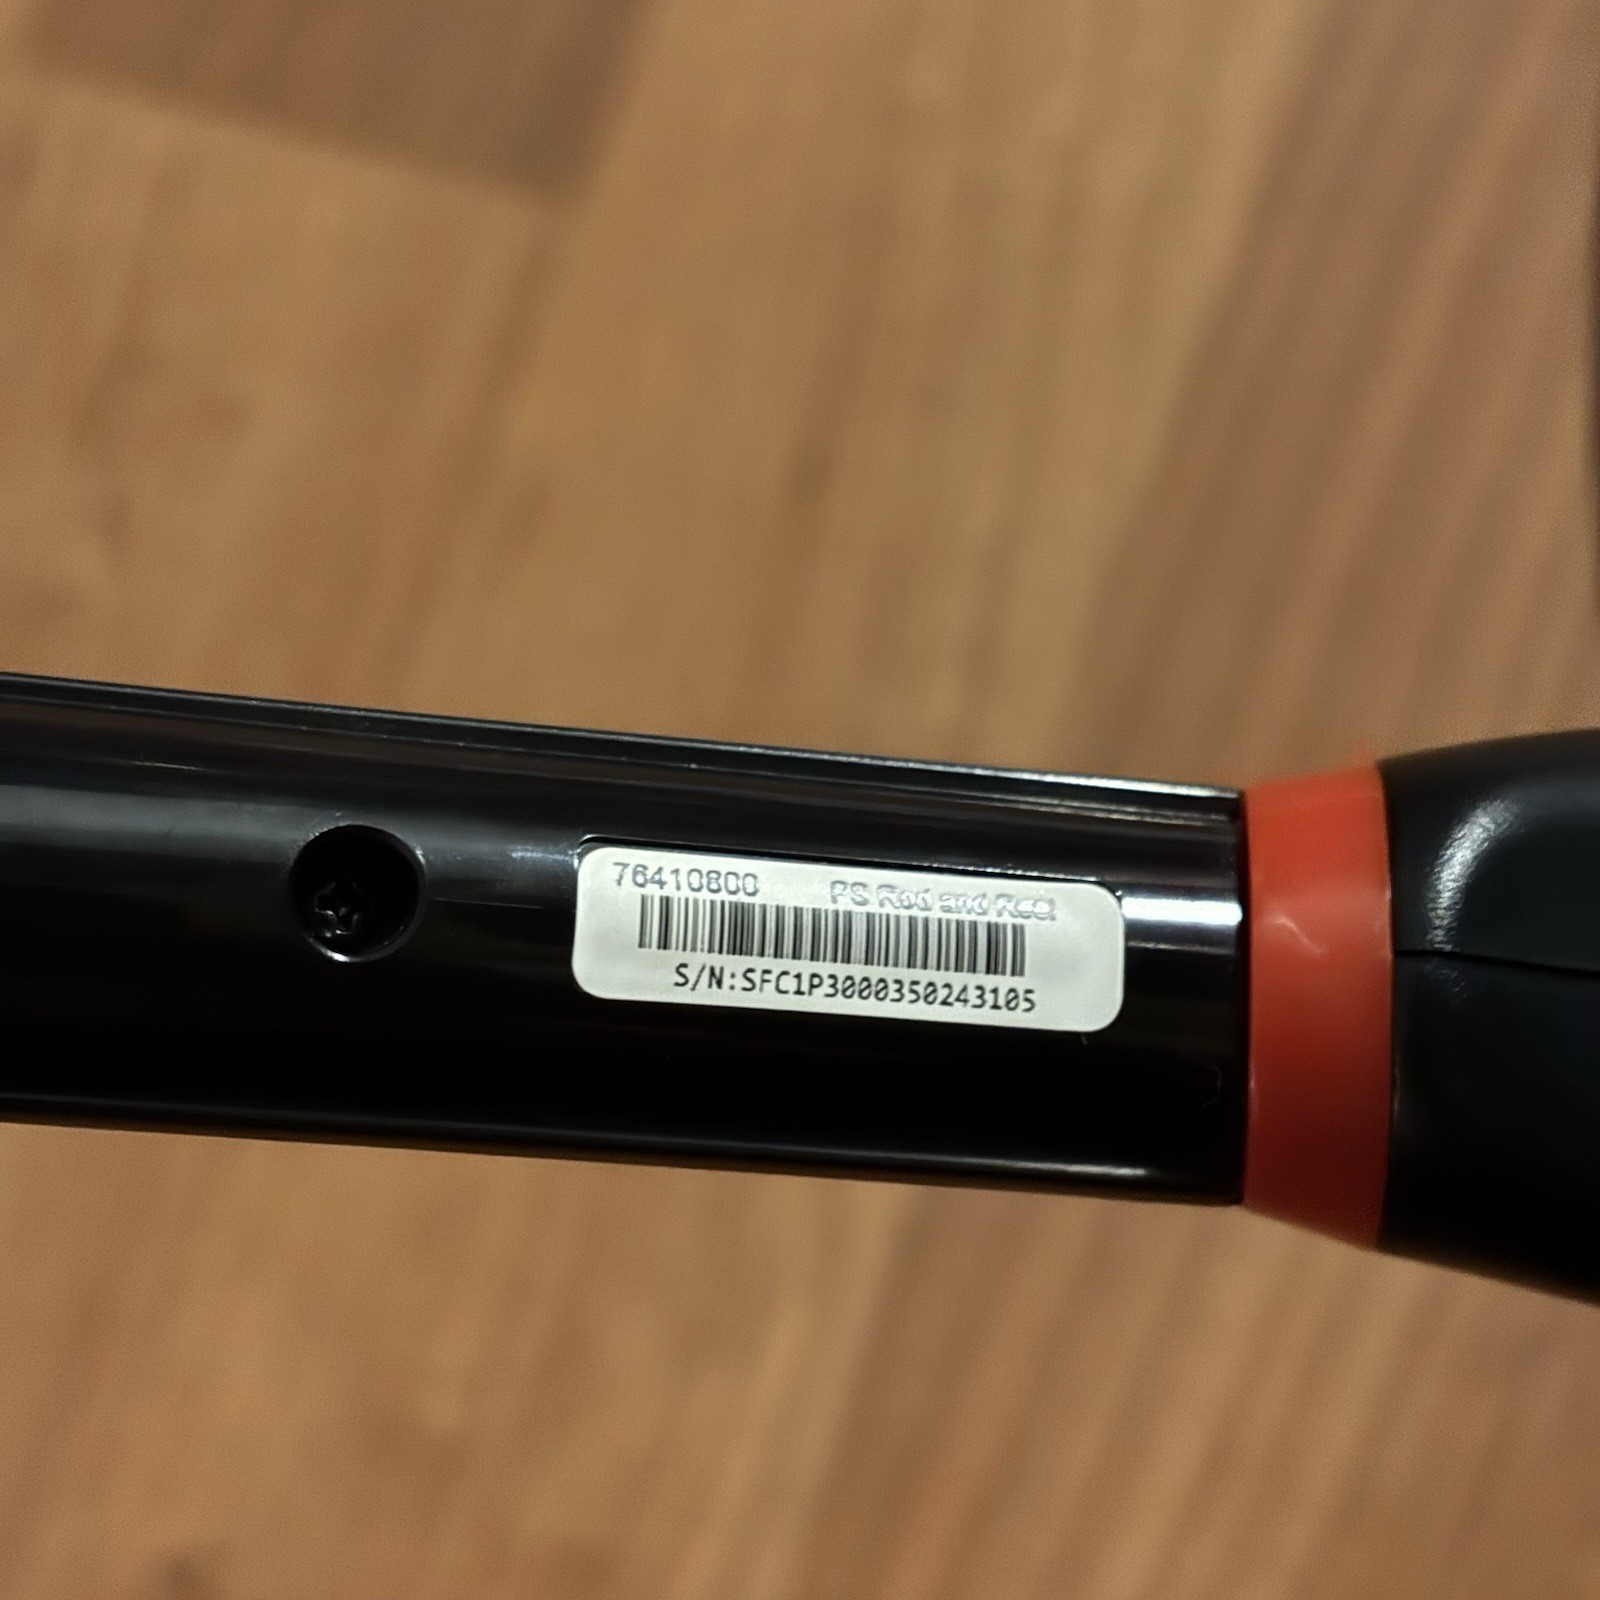 76410800 PS Rod and Reel
S/N:SFC1P3000350243105